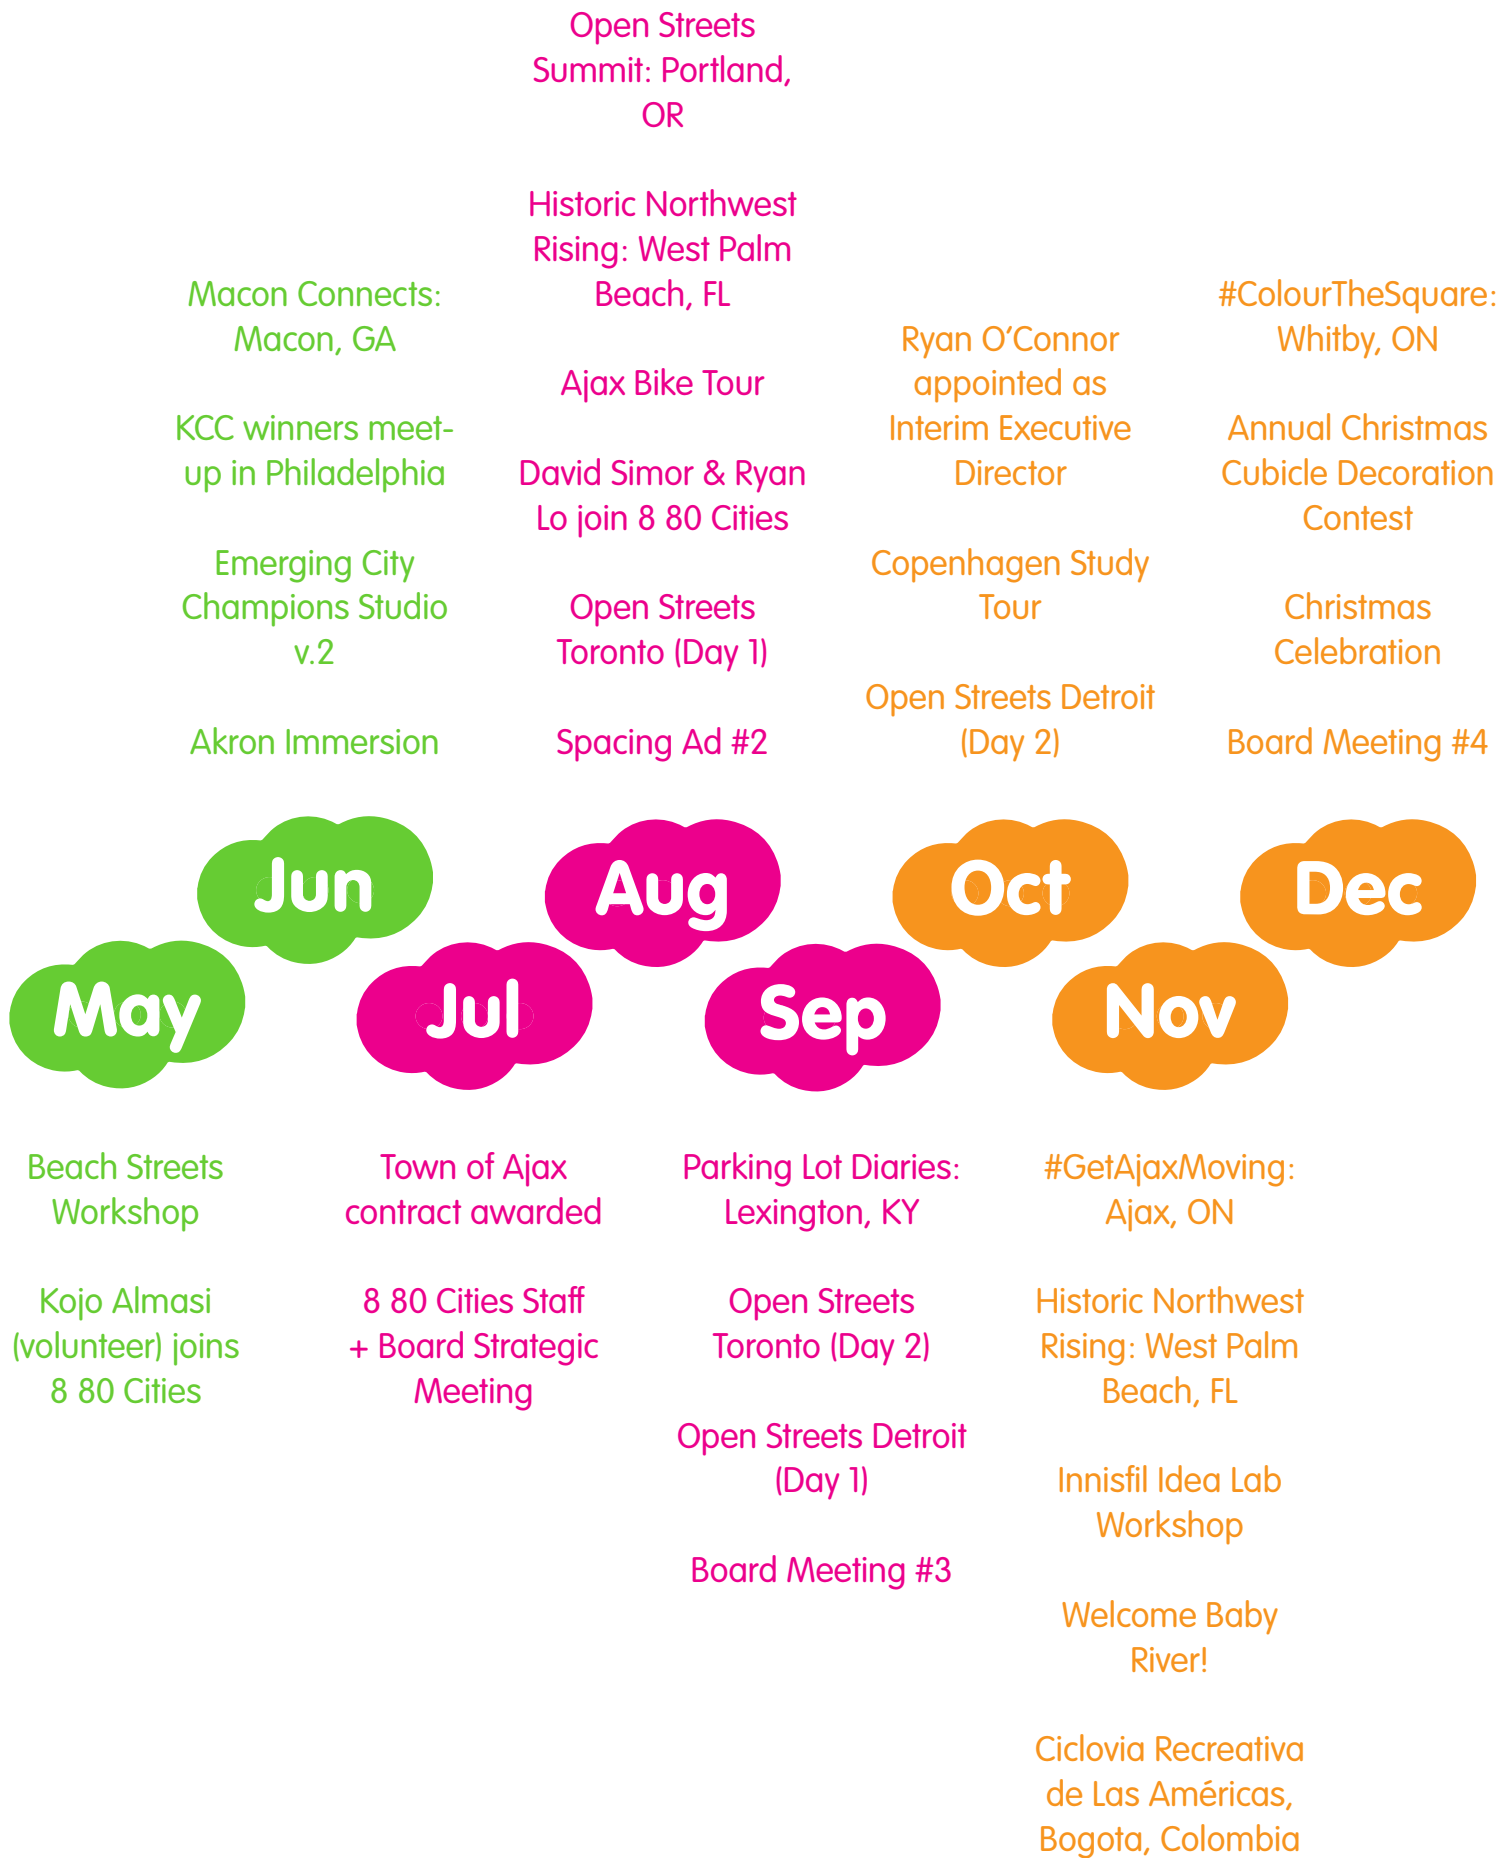 Open Streets
Summit: Portland,
OR
Historic Northwest
Rising: West Palm
Beach, FL
Ajax Bike Tour
David Simor & Ryan
Lo join 8 80 Cities
Open Streets
Toronto (Day 1)
Spacing Ad #2
Macon Connects:
Macon, GA
KCC winners meet-
up in Philadelphia
Emerging City
Champions Studio
v.2
Akron Immersion
Ryan O’Connor
appointed as
Interim Executive
Director
Copenhagen Study
Tour
Open Streets Detroit
(Day 2)
#ColourTheSquare:
Whitby, ON
Annual Christmas
Cubicle Decoration
Contest
Christmas
Celebration
Board Meeting #4
Jun
Aug
Oct
Dec
May
Jul
Sep
Nov
Beach Streets
Workshop
Kojo Almasi
(volunteer) joins
8 80 Cities
Town of Ajax
contract awarded
8 80 Cities Staff
+ Board Strategic
Meeting
Parking Lot Diaries:
Lexington, KY
Open Streets
Toronto (Day 2)
Open Streets Detroit
(Day 1)
Board Meeting #3
#GetAjaxMoving:
Ajax, ON
Historic Northwest
Rising: West Palm
Beach, FL
Innisfil Idea Lab
Workshop
Welcome Baby
River!
Ciclovia Recreativa
de Las Américas,
Bogota, Colombia